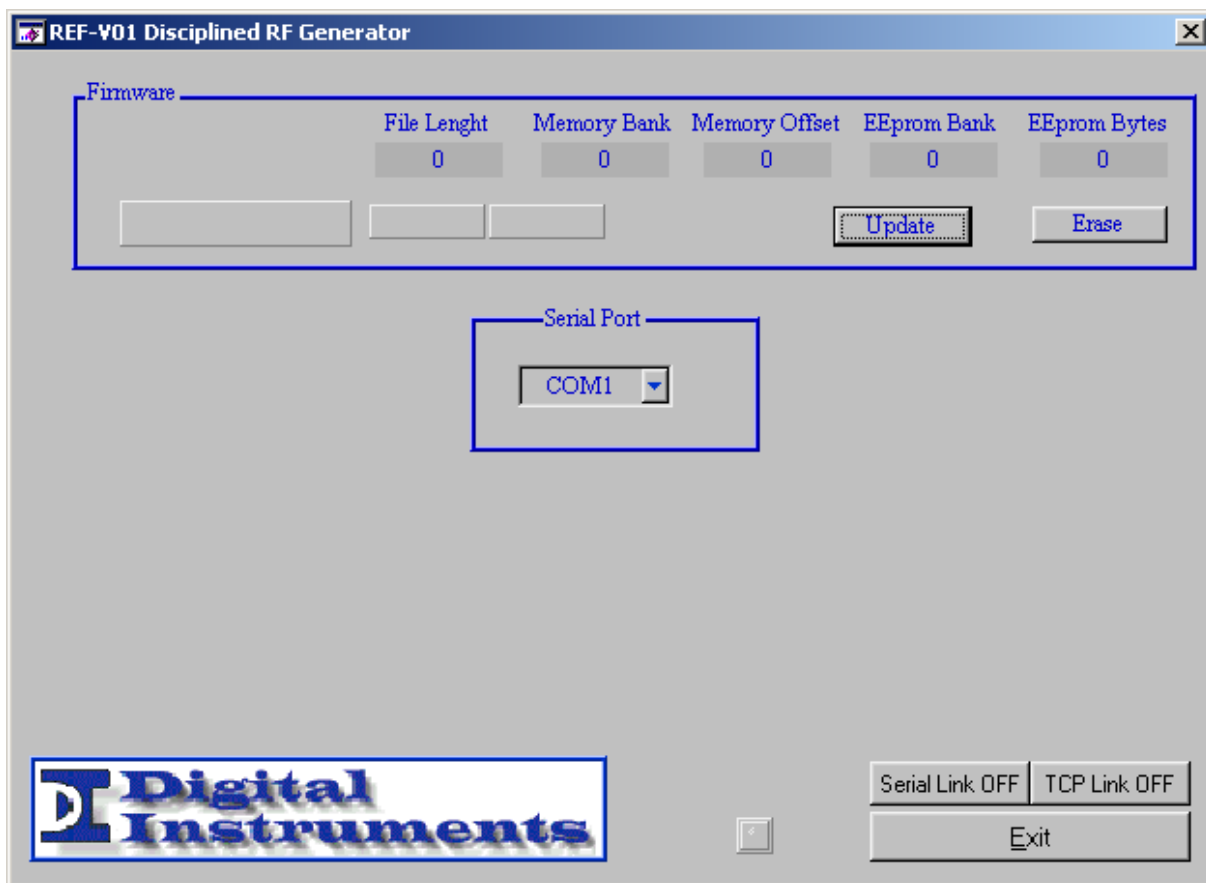 REF-V01 Disciplined RF Generator
Firmware
File Lenght Memory Bank Memory Offset EEprom Bank EEprom Bytes
0 0 0 0 0
Update Erase
Serial Port
COM1
Digital
Instruments
Serial Link OFF TCP Link OFF
Exit